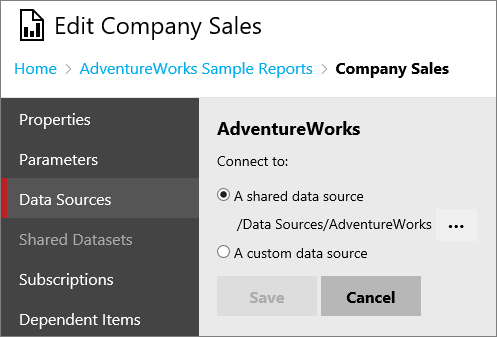 Edit Company Sales
Home > AdventureWorks Sample Reports > Company Sales
Properties
Parameters
Data Sources
Shared Datasets
Subscriptions
Dependent Items
AdventureWorks
Connect to:
A shared data source
/Data Sources/AdventureWorks ...
A custom data source
Save Cancel